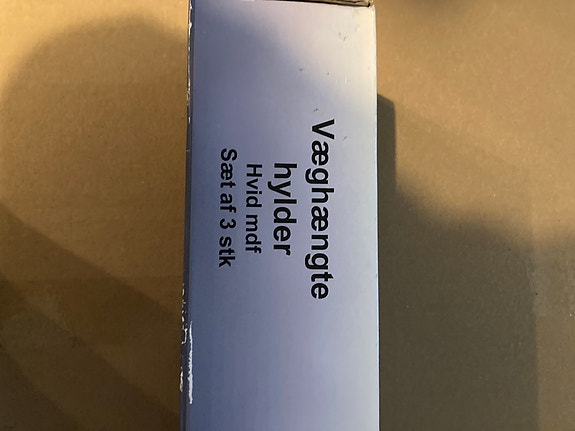 Væghængte
hylder
Hvid mdf
Sæt af 3 stk